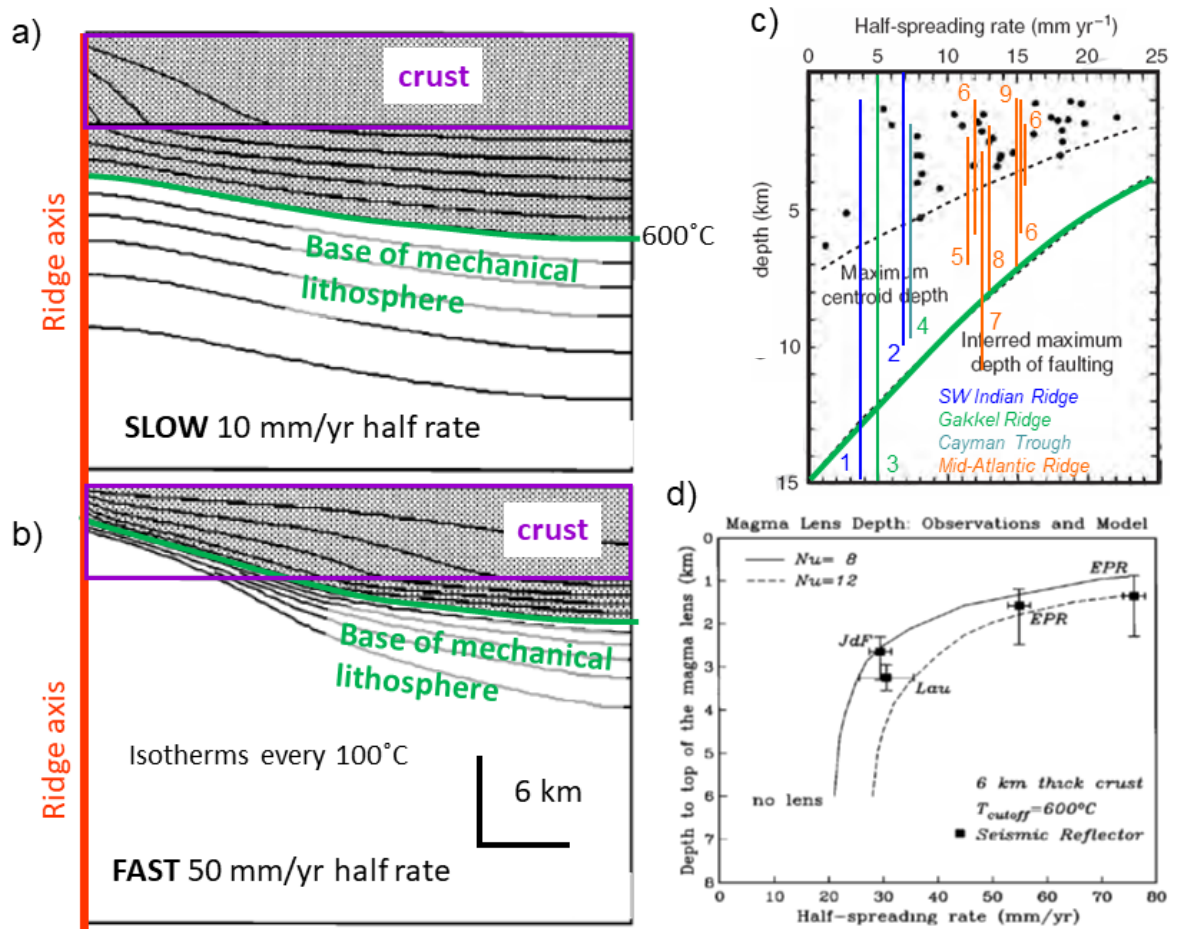 a)
crust
Ridge axis
600˚C
Base of mechanical
lithosphere
SLOW 10 mm/yr half rate
b)
crust
Ridge axis
Base of mechanical
lithosphere
Isotherms every 100˚C
6 km
FAST 50 mm/yr half rate
c)
Half-spreading rate (mm yr⁻¹)
0 5 10 15 20 25
depth (km)
5
10
15
6 9
6
5 8 6
4
2
7
1 3
Maximum
centroid depth
Inferred maximum
depth of faulting
SW Indian Ridge
Gakkel Ridge
Cayman Trough
Mid-Atlantic Ridge
d)
Magma Lens Depth: Observations and Model
Depth to top of the magma lens (km)
0
1
2
3
4
5
6
7
8
Nu= 8
Nu=12
EPR
EPR
JdF
Lau
no lens
6 km thick crust
Tcutoff=600ºC
Seismic Reflector
0 10 20 30 40 50 60 70 80
Half-spreading rate (mm/yr)